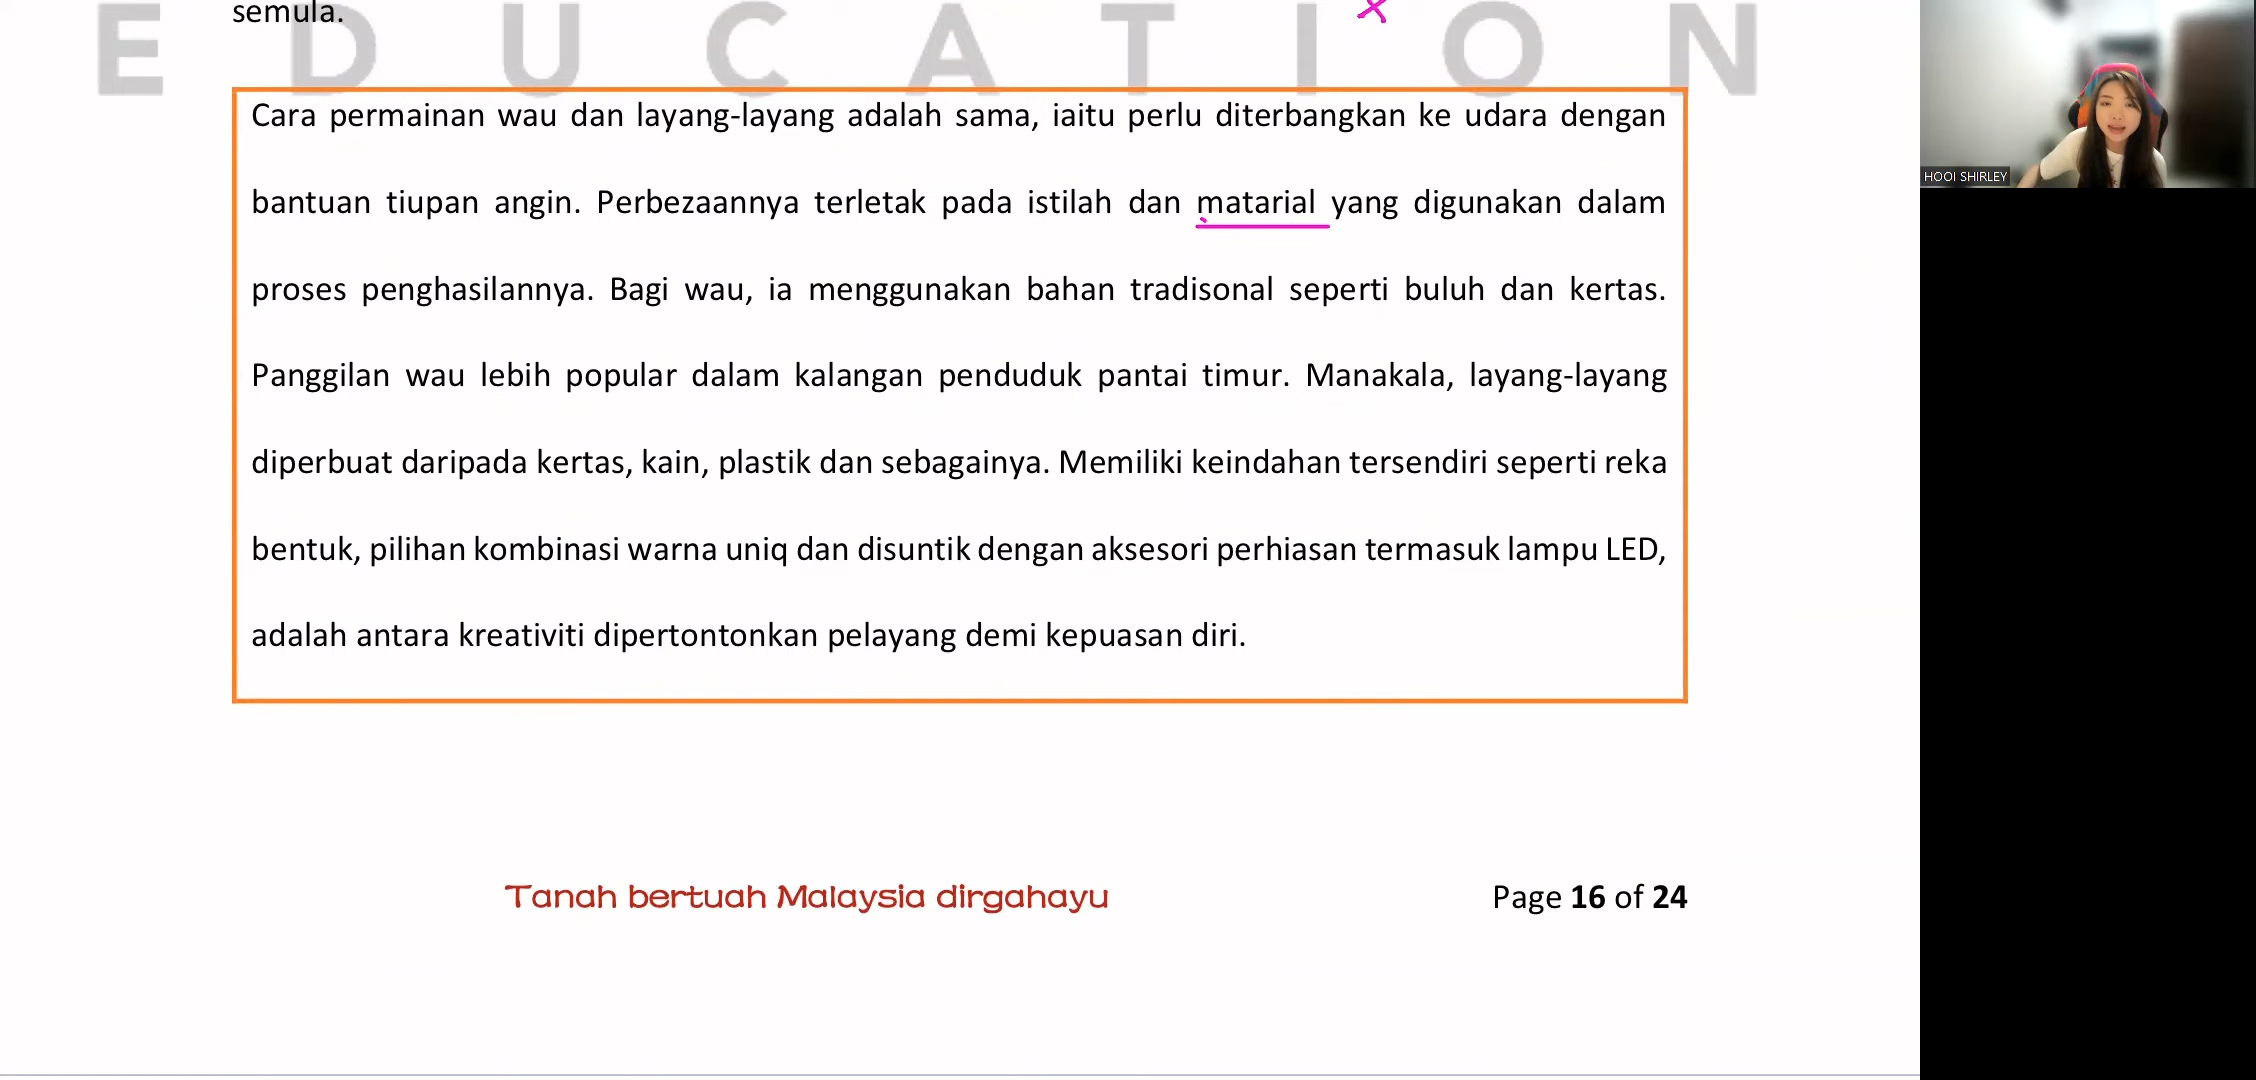 semula.
E D U C A T I O N
Cara permainan wau dan layang-layang adalah sama, iaitu perlu diterbangkan ke udara dengan
bantuan tiupan angin. Perbezaannya terletak pada istilah dan matarial yang digunakan dalam
proses penghasilannya. Bagi wau, ia menggunakan bahan tradisonal seperti buluh dan kertas.
Panggilan wau lebih popular dalam kalangan penduduk pantai timur. Manakala, layang-layang
diperbuat daripada kertas, kain, plastik dan sebagainya. Memiliki keindahan tersendiri seperti reka
bentuk, pilihan kombinasi warna uniq dan disuntik dengan aksesori perhiasan termasuk lampu LED,
adalah antara kreativiti dipertontonkan pelayang demi kepuasan diri.
Tanah bertuah Malaysia dirgahayu
Page 16 of 24
HOOI SHIRLEY